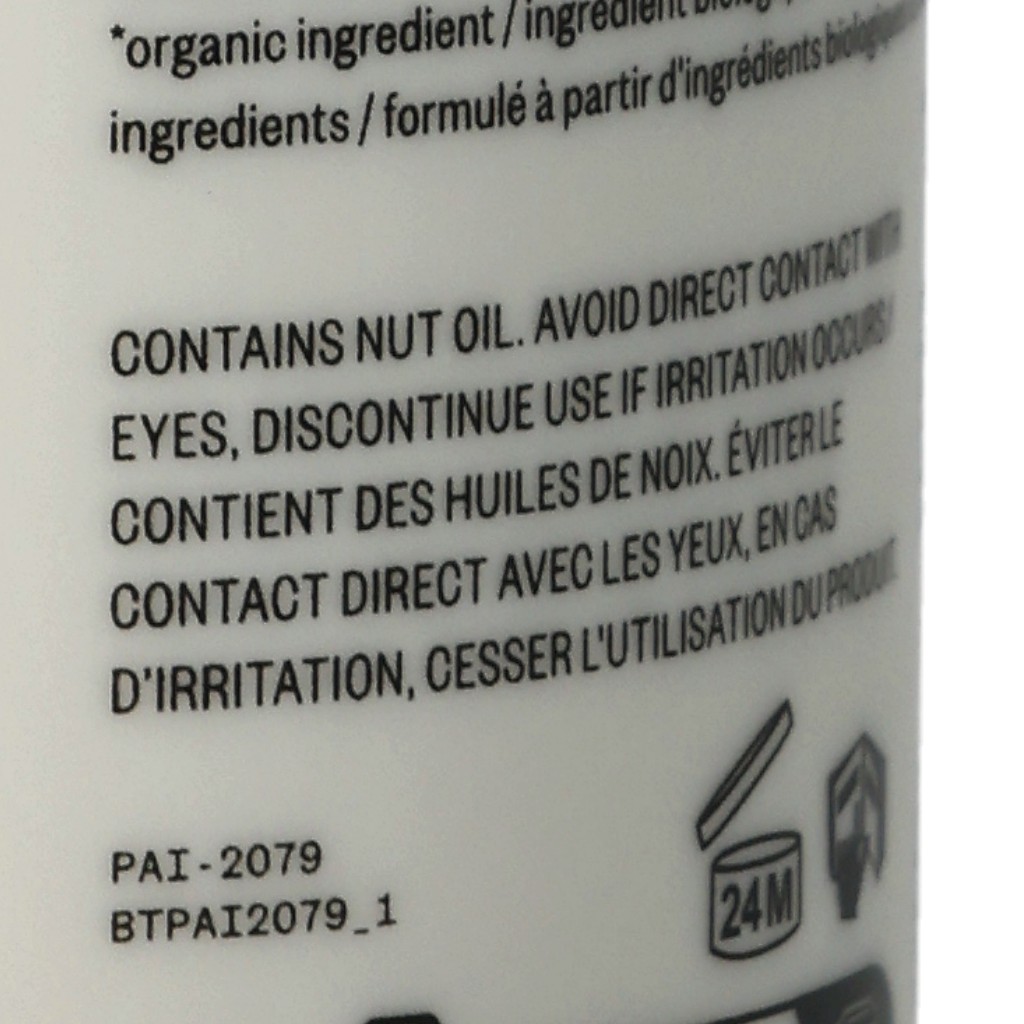 *organic ingredient / ingrédient
ingredients / formulé à partir d'ingrédients
CONTAINS NUT OIL. AVOID DIRECT CONTACT WITH
EYES, DISCONTINUE USE IF IRRITATION OCCURS /
CONTIENT DES HUILES DE NOIX. ÉVITER LE
CONTACT DIRECT AVEC LES YEUX, EN CAS
D'IRRITATION, CESSER L'UTILISATION DU PRODUIT
PAI-2079
BTPAI2079_1
24M